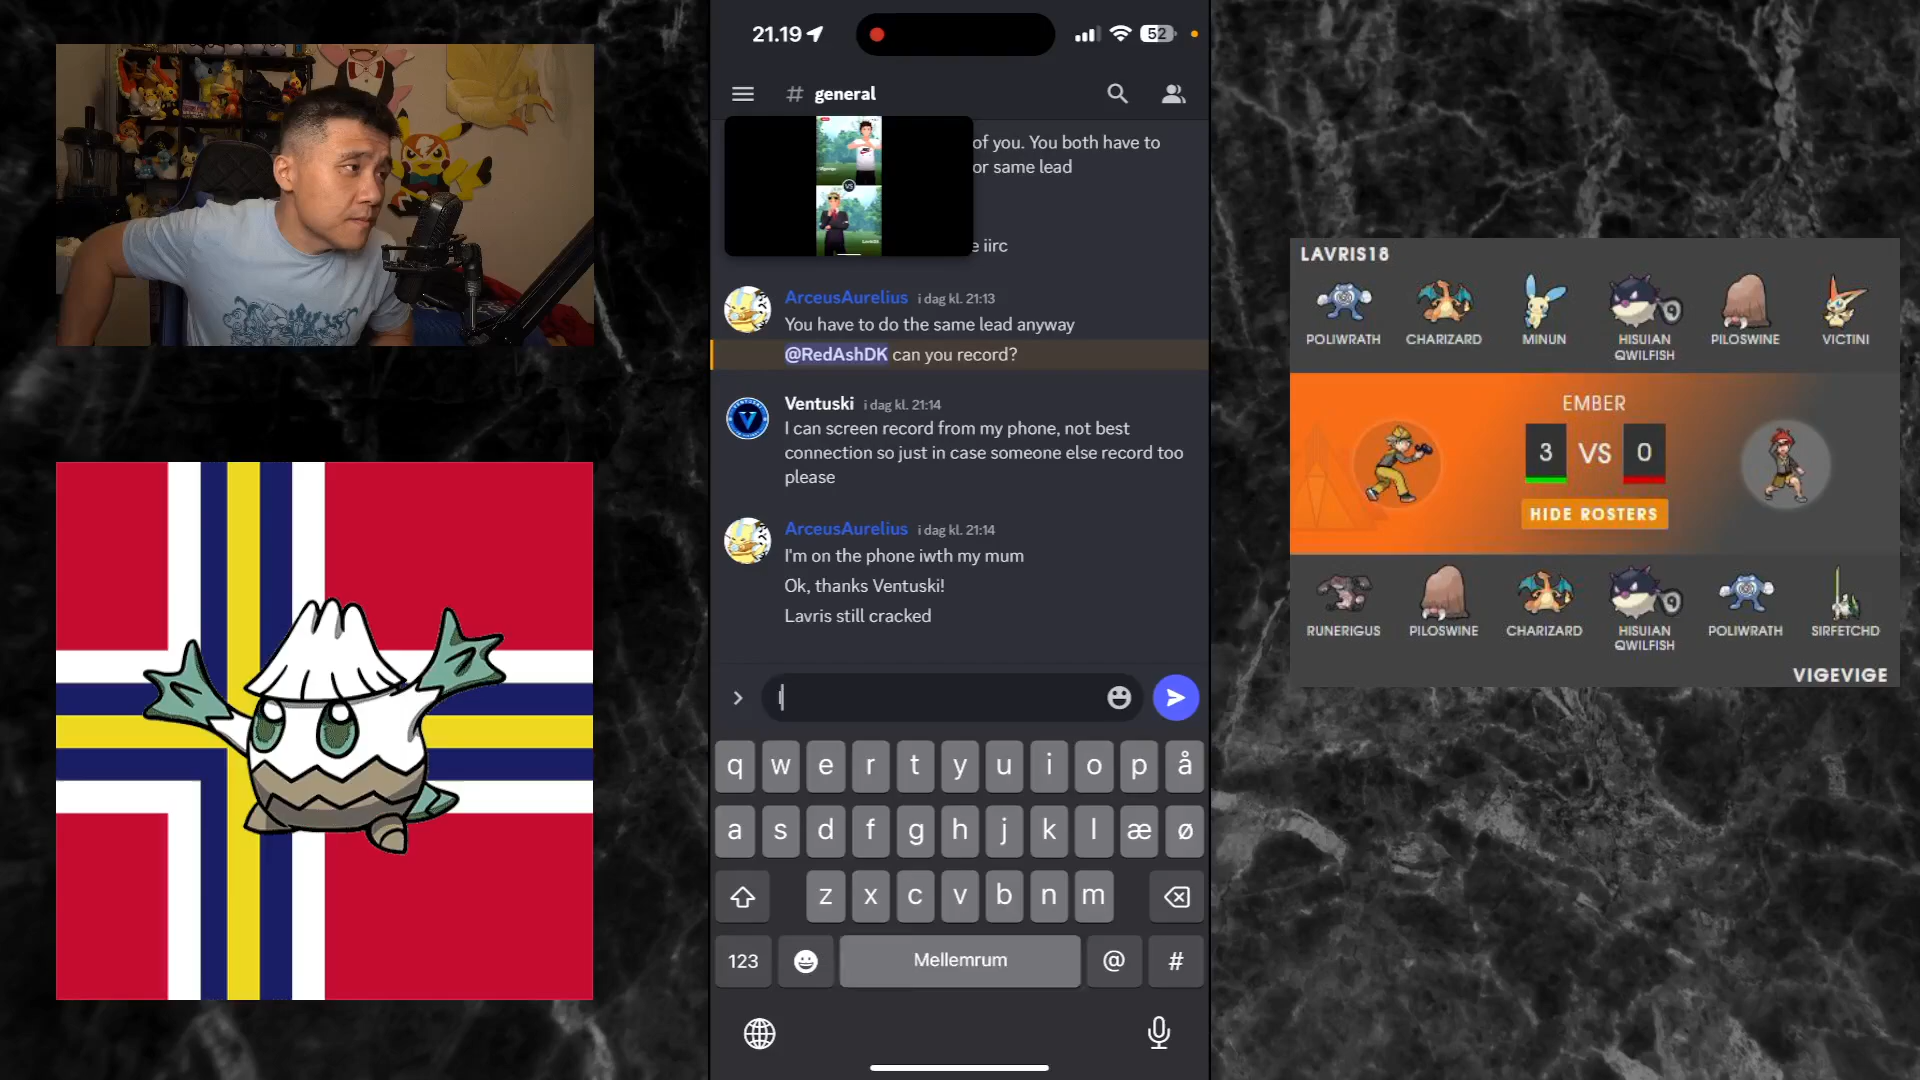 21.19
52
# general
of you. You both have to
or same lead
VS
e iirc
ArceusAurelius i dag kl. 21:13
You have to do the same lead anyway
@RedAshDK can you record?
Ventuski i dag kl. 21:14
I can screen record from my phone, not best
connection so just in case someone else record too
please
ArceusAurelius i dag kl. 21:14
I'm on the phone iwth my mum
Ok, thanks Ventuski!
Lavris still cracked
q w e r t y u i o p å
a s d f g h j k l æ ø
z x c v b n m
123 Mellemrum @ #
LAVRIS18
POLIWRATH CHARIZARD MINUN HISUIAN QWILFISH PILOSWINE VICTINI
EMBER
3 VS 0
HIDE ROSTERS
RUNERIGUS PILOSWINE CHARIZARD HISUIAN QWILFISH POLIWRATH SIRFETCHD
VIGEVIGE